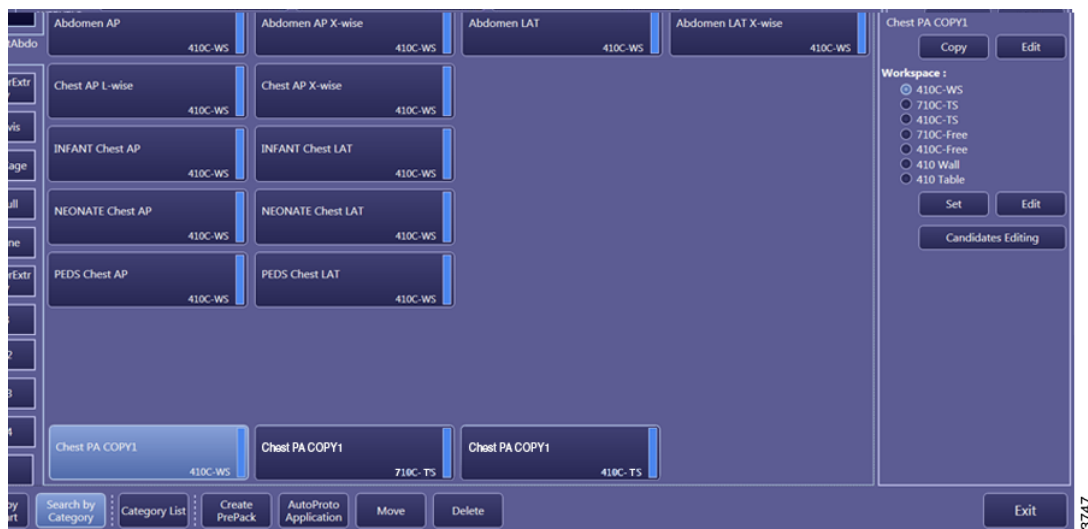 Abdomen AP
410C-WS
Abdomen AP X-wise
410C-WS
Abdomen LAT
410C-WS
Abdomen LAT X-wise
410C-WS
Chest AP L-wise
410C-WS
Chest AP X-wise
410C-WS
INFANT Chest AP
410C-WS
INFANT Chest LAT
410C-WS
NEONATE Chest AP
410C-WS
NEONATE Chest LAT
410C-WS
PEDS Chest AP
410C-WS
PEDS Chest LAT
410C-WS
Chest PA COPY1
410C-WS
Chest PA COPY1
710C-TS
Chest PA COPY1
410C-TS
Chest PA COPY1
Copy
Edit
Workspace :
410C-WS
710C-TS
410C-TS
710C-Free
410C-Free
410 Wall
410 Table
Set
Edit
Candidates Editing
Search by
Category
Category List
Create
PrePack
AutoProto
Application
Move
Delete
Exit